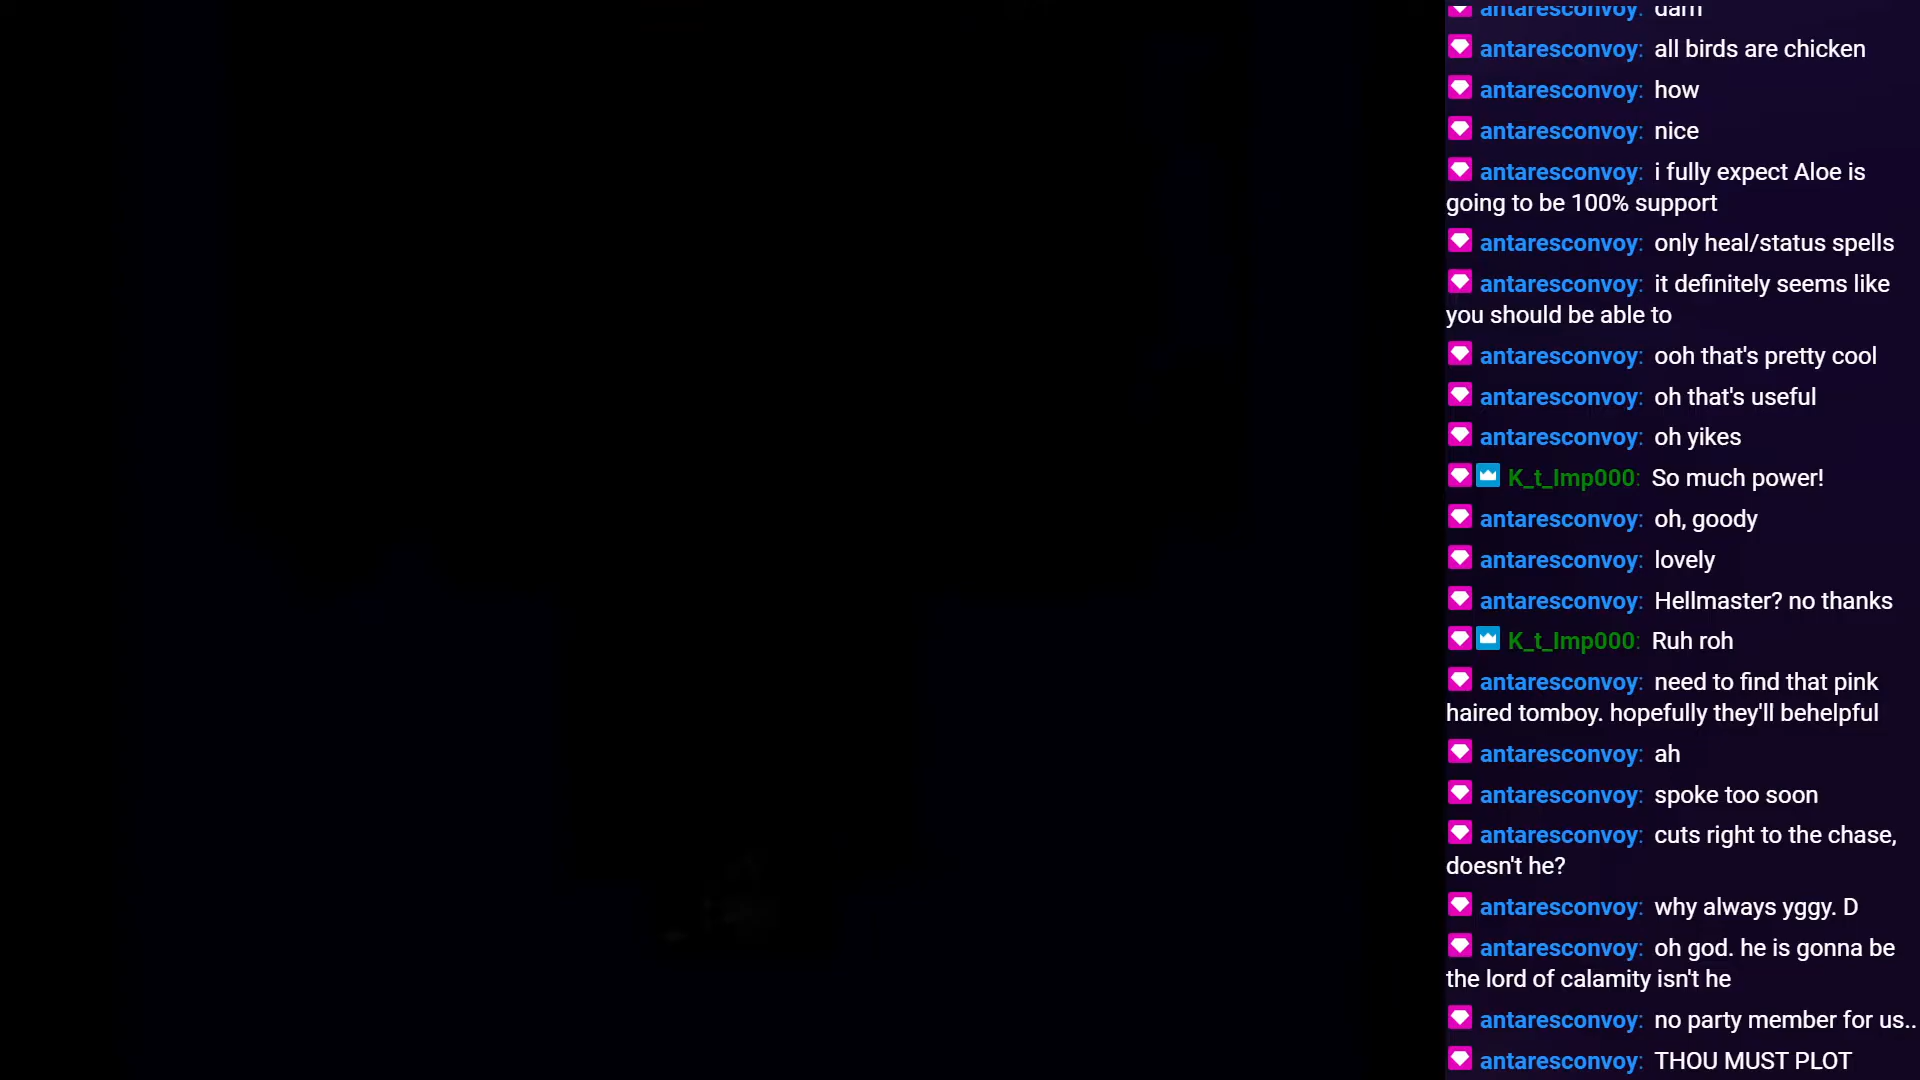 antaresconvoy: dam
antaresconvoy: all birds are chicken
antaresconvoy: how
antaresconvoy: nice
antaresconvoy: i fully expect Aloe is
going to be 100% support
antaresconvoy: only heal/status spells
antaresconvoy: it definitely seems like
you should be able to
antaresconvoy: ooh that's pretty cool
antaresconvoy: oh that's useful
antaresconvoy: oh yikes
K_t_Imp000: So much power!
antaresconvoy: oh, goody
antaresconvoy: lovely
antaresconvoy: Hellmaster? no thanks
K_t_Imp000: Ruh roh
antaresconvoy: need to find that pink
haired tomboy. hopefully they'll behelpful
antaresconvoy: ah
antaresconvoy: spoke too soon
antaresconvoy: cuts right to the chase,
doesn't he?
antaresconvoy: why always yggy. D
antaresconvoy: oh god. he is gonna be
the lord of calamity isn't he
antaresconvoy: no party member for us..
antaresconvoy: THOU MUST PLOT